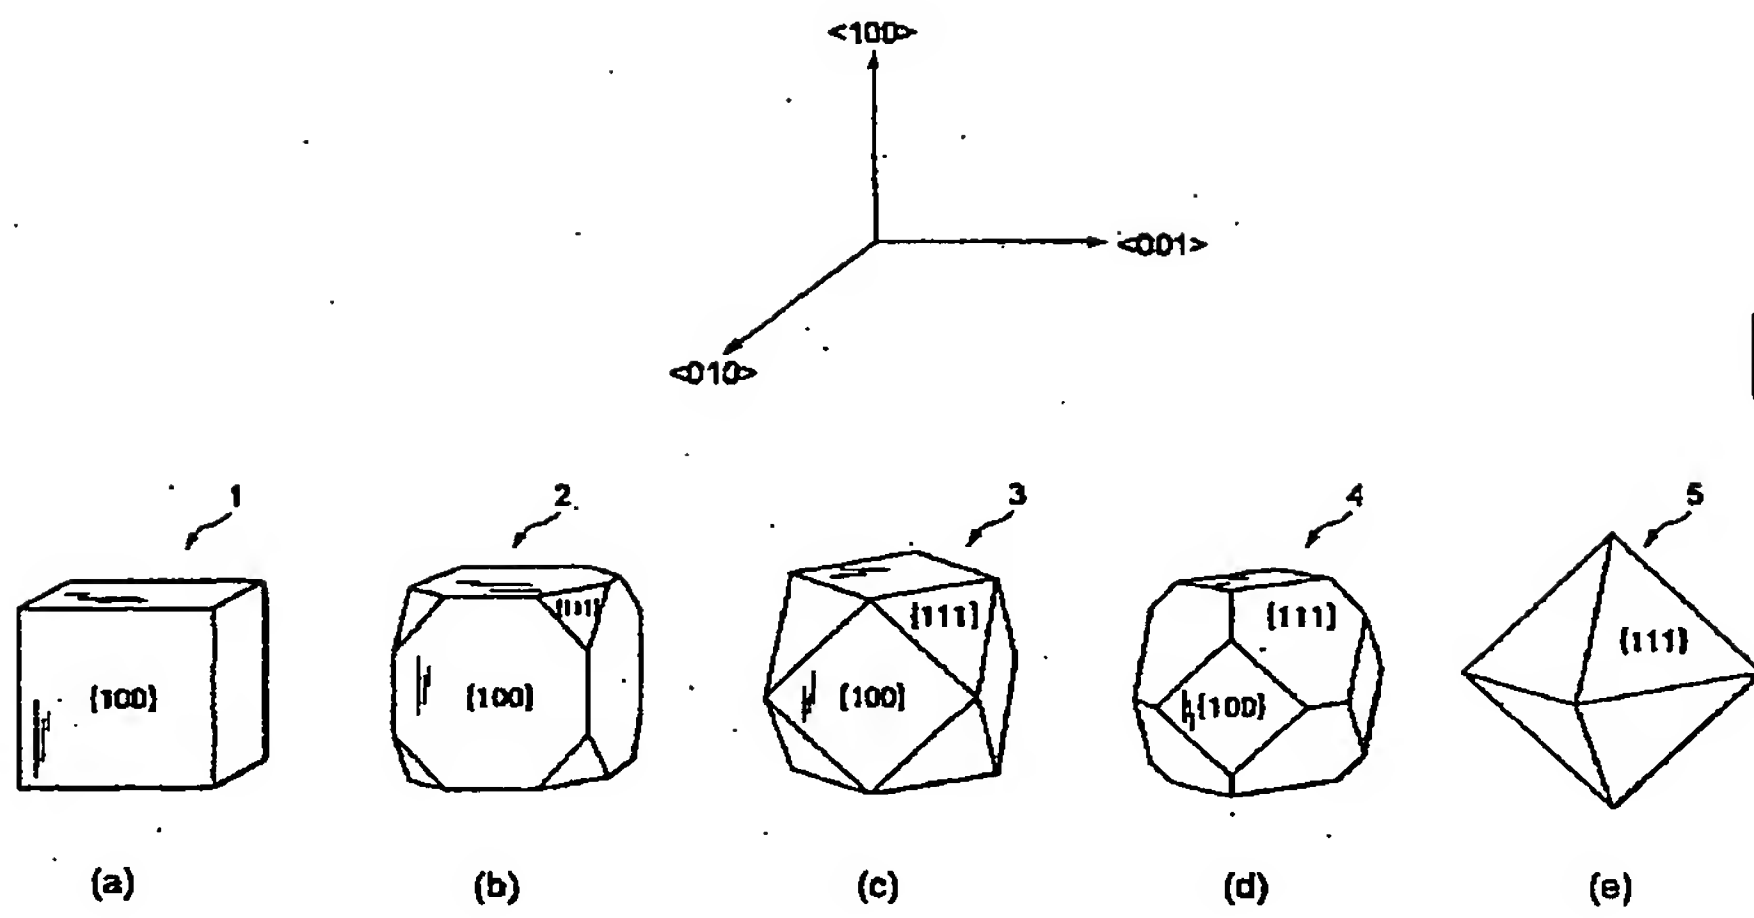 <100>
<001>
<010>
1 2 3 4 5
{111} {111} {111} {111}
{100} {100} {100} {100}
(a) (b) (c) (d) (e)